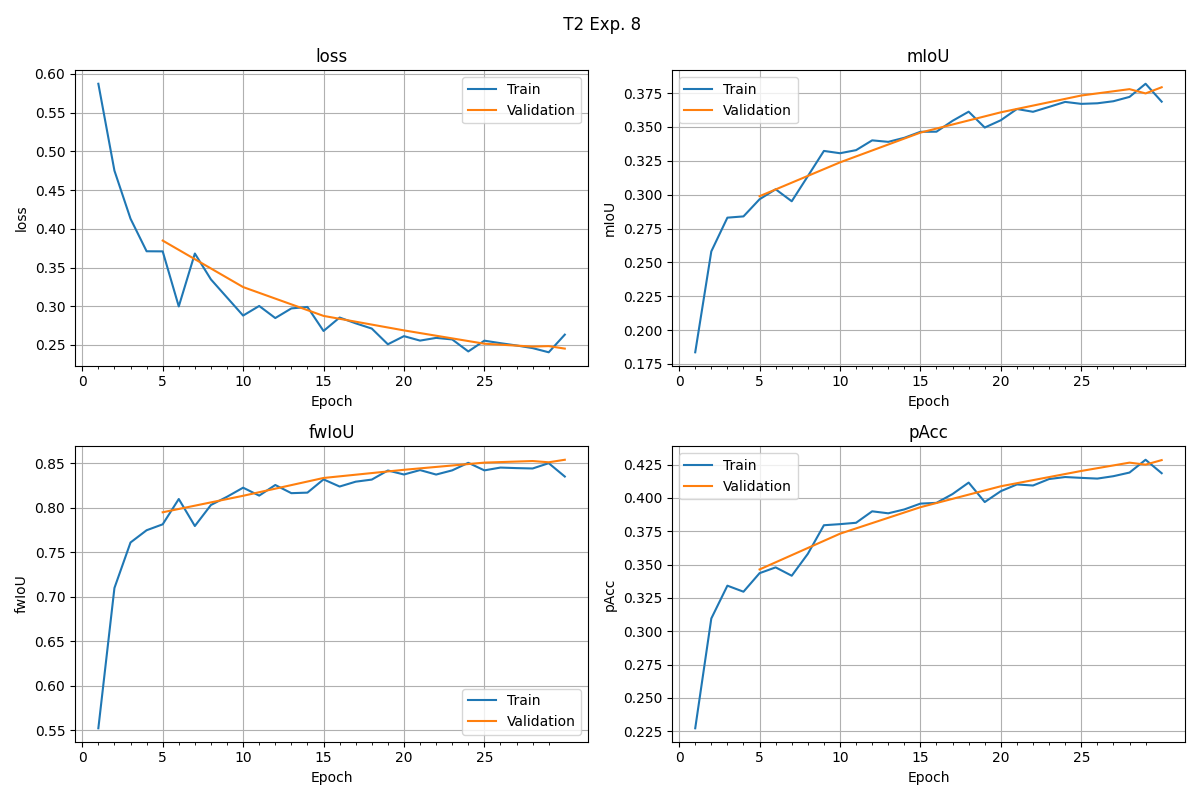 T2 Exp. 8
loss
0.60
0.55
0.50
0.45
0.40
0.35
0.30
0.25
loss
0 5 10 15 20 25
Epoch
Train
Validation
mIoU
0.375
0.350
0.325
0.300
0.275
0.250
0.225
0.200
0.175
mIoU
0 5 10 15 20 25
Epoch
Train
Validation
fwIoU
0.85
0.80
0.75
0.70
0.65
0.60
0.55
fwIoU
0 5 10 15 20 25
Epoch
Train
Validation
pAcc
0.425
0.400
0.375
0.350
0.325
0.300
0.275
0.250
0.225
pAcc
0 5 10 15 20 25
Epoch
Train
Validation